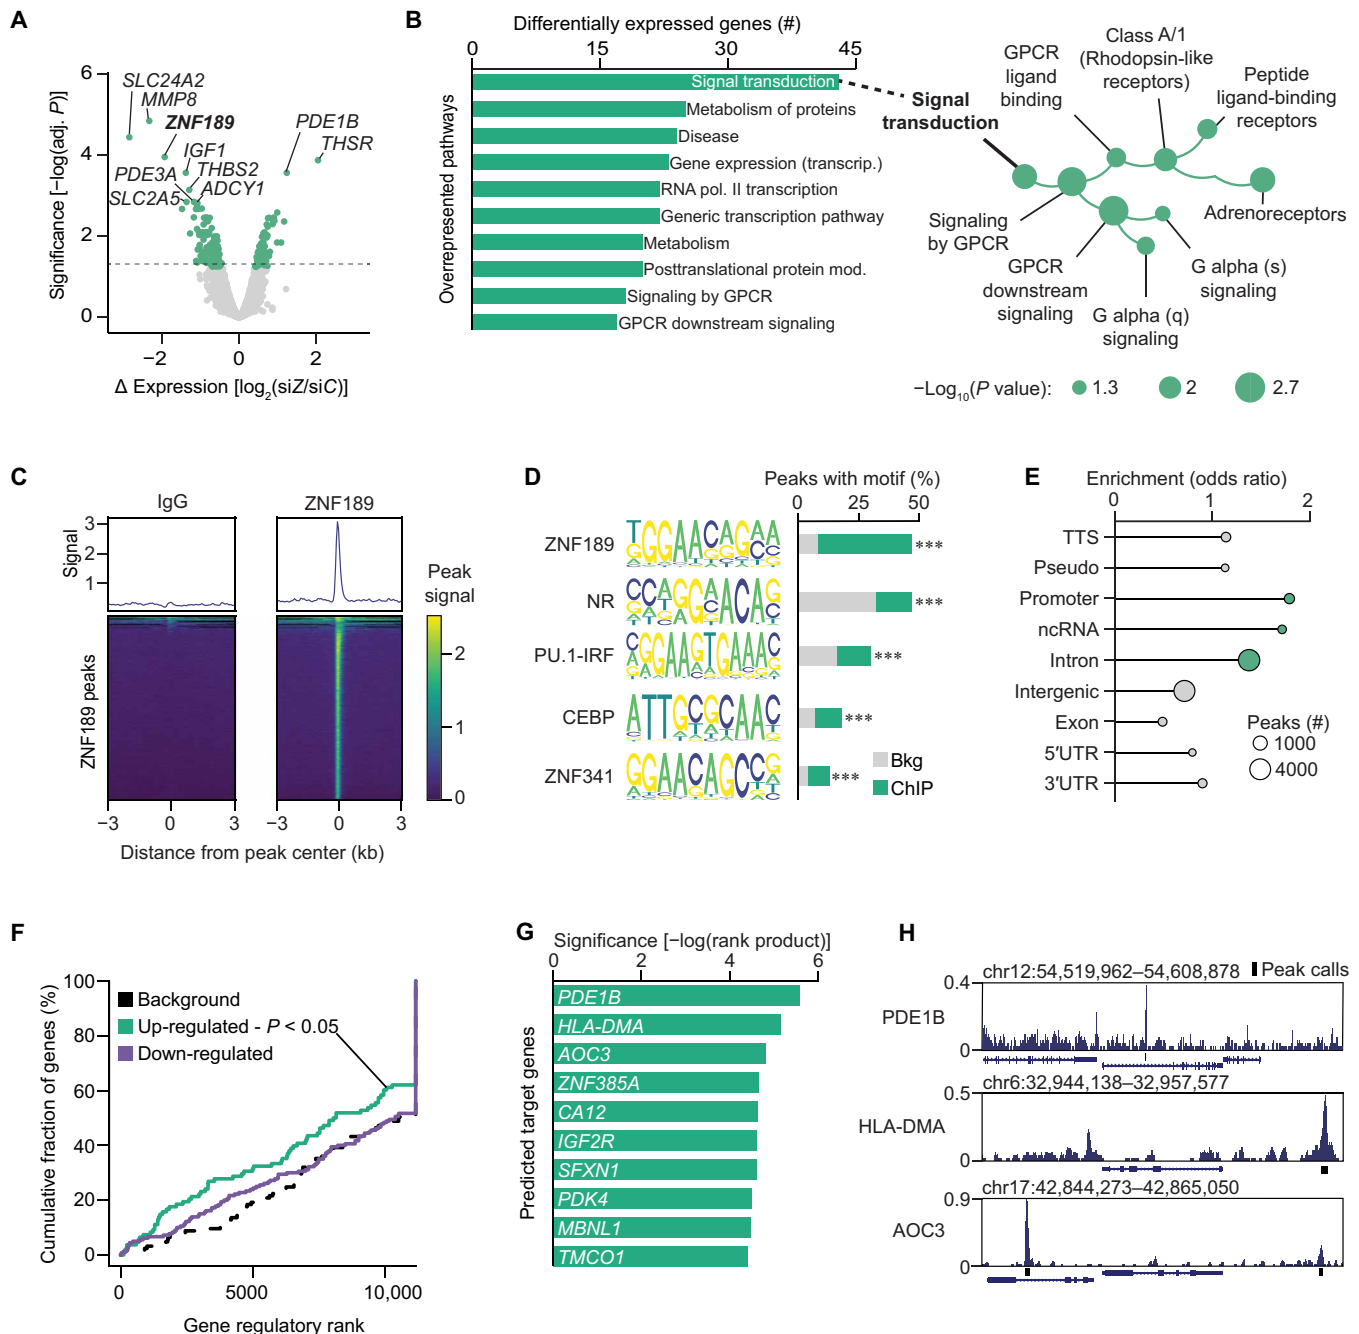 A
Significance [−log(adj. P)]
6
4
2
0
SLC24A2
MMP8
ZNF189
IGF1
THBS2
PDE3A
ADCY1
SLC2A5
PDE1B
THSR
−2
0
2
Δ Expression [log2(siZ/siC)]
B
Differentially expressed genes (#)
0
15
30
45
Overrepresented pathways
Signal transduction
Metabolism of proteins
Disease
Gene expression (transcrip.)
RNA pol. II transcription
Generic transcription pathway
Metabolism
Posttranslational protein mod.
Signaling by GPCR
GPCR downstream signaling
Signal
transduction
GPCR
ligand
binding
Class A/1
(Rhodopsin-like
receptors)
Peptide
ligand-binding
receptors
Adrenoreceptors
Signaling
by GPCR
GPCR
downstream
signaling
G alpha (q)
signaling
G alpha (s)
signaling
−Log10(P value):
1.3
2
2.7
C
IgG
ZNF189
Signal
3
2
1
ZNF189 peaks
Peak
signal
2
1
0
−3
0
3
−3
0
3
Distance from peak center (kb)
D
Peaks with motif (%)
0
25
50
ZNF189
***
NR
***
PU.1-IRF
***
CEBP
***
ZNF341
***
Bkg
ChIP
E
Enrichment (odds ratio)
0
1
2
TTS
Pseudo
Promoter
ncRNA
Intron
Intergenic
Exon
5′UTR
3′UTR
Peaks (#)
1000
4000
F
Cumulative fraction of genes (%)
100
80
60
40
20
0
Background
Up-regulated - P < 0.05
Down-regulated
0
5000
10,000
Gene regulatory rank
G
Significance [−log(rank product)]
0
2
4
6
Predicted target genes
PDE1B
HLA-DMA
AOC3
ZNF385A
CA12
IGF2R
SFXN1
PDK4
MBNL1
TMCO1
H
chr12:54,519,962–54,608,878
Peak calls
0.4
PDE1B
0
chr6:32,944,138–32,957,577
0.5
HLA-DMA
0
chr17:42,844,273–42,865,050
0.9
AOC3
0